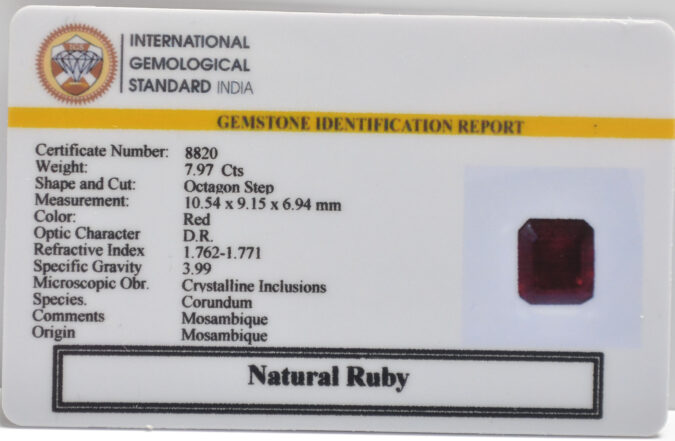 IGS
INTERNATIONAL
GEMOLOGICAL
STANDARD INDIA
GEMSTONE IDENTIFICATION REPORT
Certificate Number: 8820
Weight: 7.97 Cts
Shape and Cut: Octagon Step
Measurement: 10.54 x 9.15 x 6.94 mm
Color: Red
Optic Character D.R.
Refractive Index 1.762-1.771
Specific Gravity 3.99
Microscopic Obr. Crystalline Inclusions
Species. Corundum
Comments Mosambique
Origin Mosambique
Natural Ruby